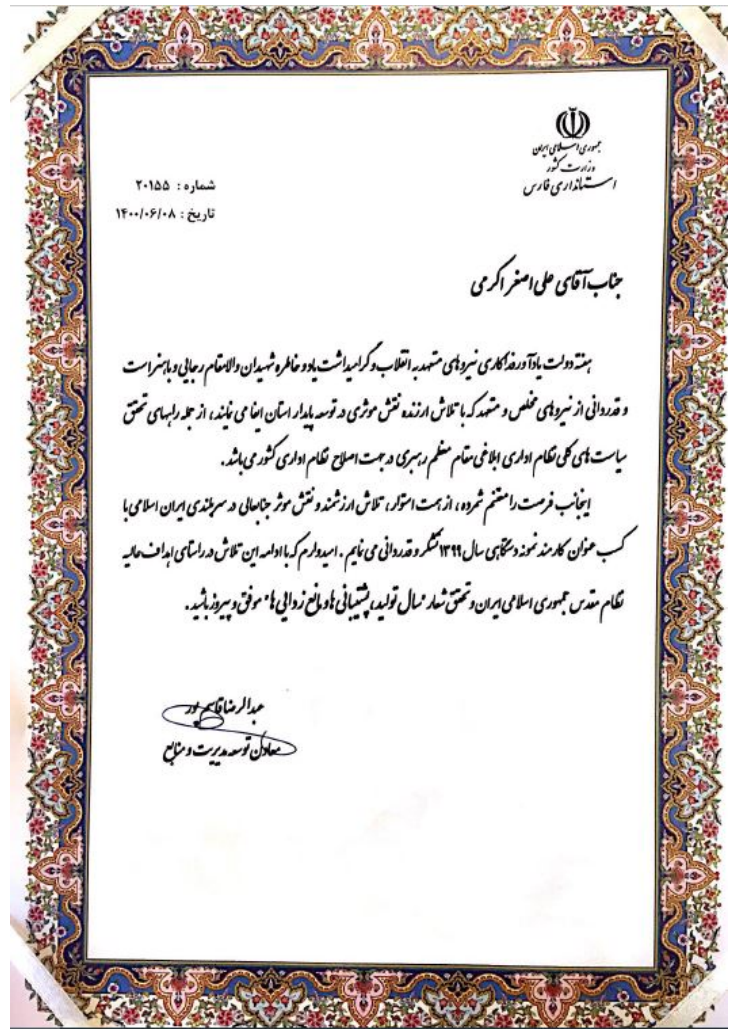 جمهوری اسلامی ایران
وزارت کشور
استانداری فارس
شماره : ۲۰۱۵۵
تاریخ : ۱۴۰۰/۰۶/۰۸
جناب آقای علی اصغر اکرمی
هفته دولت یادآور فداکاری نیروهای متعهد به انقلاب و گرامیداشت یاد و خاطره شهیدان والامقام رجایی و باهنر است
و قدردانی از نیروهای مخلص و متعهد که با تلاش ارزنده نقش موثری در توسعه پایدار استان ایفا می نمایند ، از جمله راههای تحقق
سیاست های کلی نظام اداری ابلاغی مقام معظم رهبری در جهت اصلاح نظام اداری کشور می باشد .
اینجانب فرصت را مغتنم شمرده ، از همت استوار ، تلاش ارزشمند و نقش موثر جنابعالی در سربلندی ایران اسلامی با
کسب عنوان کارمند نمونه دستگاهی سال ۱۳۹۹ تشکر و قدردانی می نمایم . امیدوارم که با ادامه این تلاش در راستای اهداف عالیه
نظام مقدس جمهوری اسلامی ایران و تحقق شعار "سال تولید، پشتیبانی ها و مانع زدایی ها" موفق و پیروز باشید .
عبدالرضا قاسم پور
معاون توسعه مدیریت و منابع